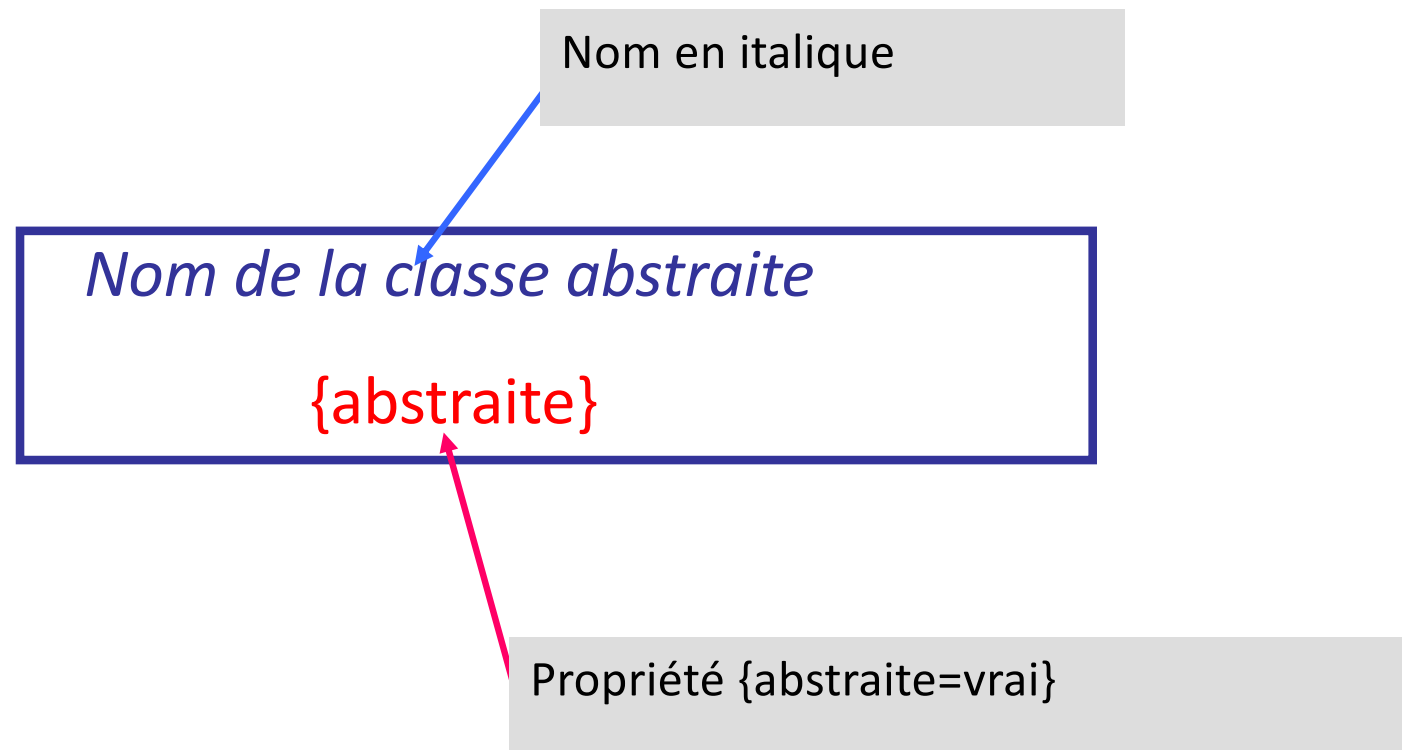 Nom en italique
Nom de la classe abstraite
{abstraite}
Propriété {abstraite=vrai}